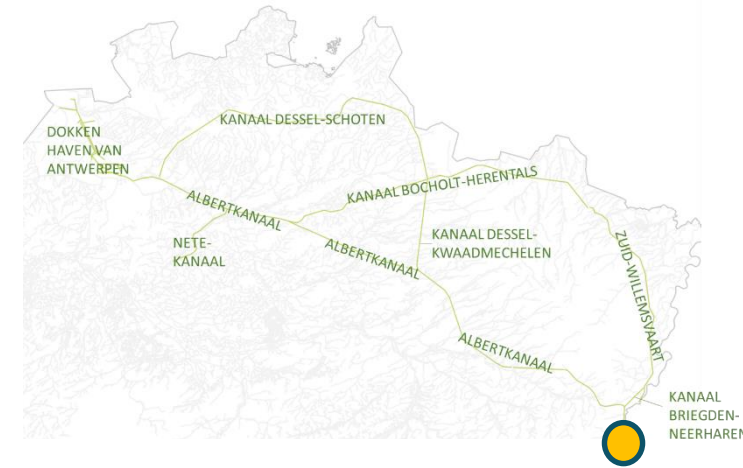 DOKKEN
HAVEN VAN
ANTWERPEN
KANAAL DESSEL-SCHOTEN
KANAAL BOCHOLT-HERENTALS
ALBERTKANAAL
NETE-
KANAAL
ALBERTKANAAL
KANAAL DESSEL-
KWAADMECHELEN
ZUID-WILLEMSVAART
ALBERTKANAAL
KANAAL
BRIEGDEN-
NEERHAREN